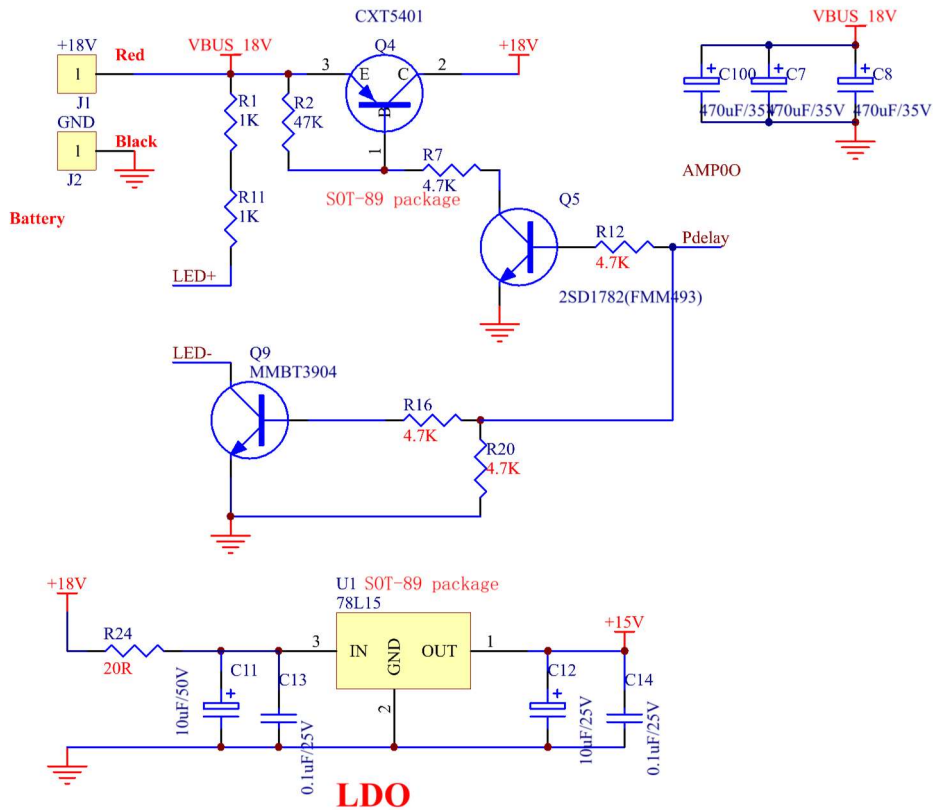 CXT5401
+18V
Red
VBUS_18V
Q4
+18V
VBUS_18V
1
3
E
C
2
J1
R1
1K
R2
47K
B
1
C100
C7
C8
470uF/35V
470uF/35V
470uF/35V
GND
Black
1
J2
R7
4.7K
AMP0O
R11
1K
SOT-89 package
Q5
Battery
R12
4.7K
Pdelay
LED+
2SD1782(FMM493)
LED-
Q9
MMBT3904
R16
4.7K
R20
4.7K
+18V
U1 SOT-89 package
78L15
+15V
R24
20R
3
IN
GND
OUT
1
2
C11
10uF/50V
C13
0.1uF/25V
C12
10uF/25V
C14
0.1uF/25V
LDO